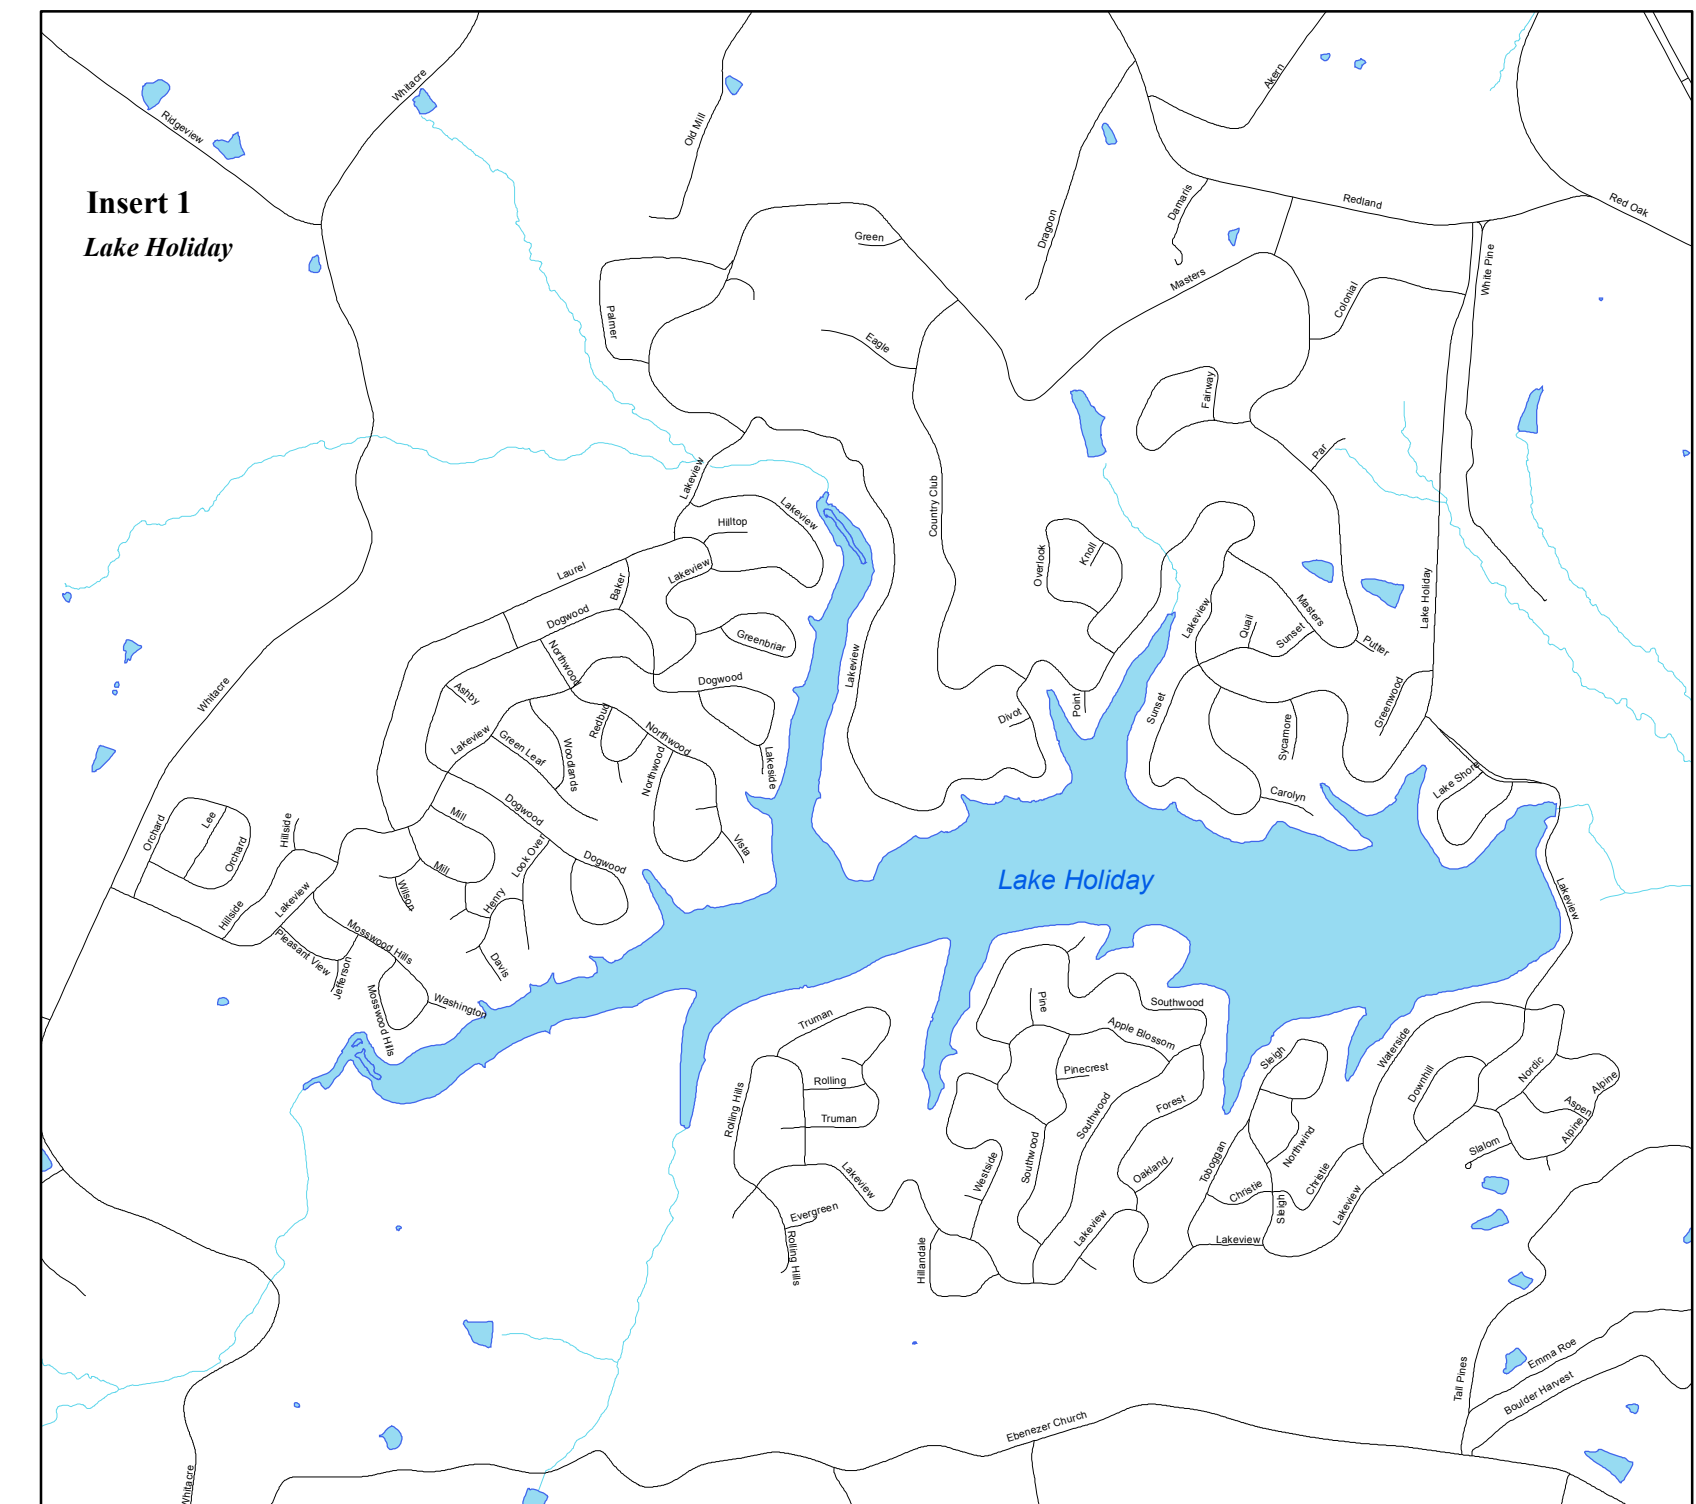 Whitacre
Akern
Ridgeview
Old Mill
Insert 1
Lake Holiday
Damaris
Redland
Red Oak
Dragoon
Green
White Pine
Masters
Colonial
Palmer
Eagle
Fairway
Par
Lakeview
Lakeview
Hilltop
Country Club
Overlook
Knoll
Laurel
Baker
Lakeview
Lake Holiday
Dogwood
Lakeview
Quail
Masters
Sunset
Putter
Greenbriar
Northwood
Lakeview
Dogwood
Whitacre
Ashby
Sunset
Point
Divot
Greenwood
Redbud
Northwood
Sycamore
Lakeview
Green Leaf
Woodlands
Northwood
Lakeside
Lake Shore
Carolyn
Dogwood
Mill
Orchard
Lee
Hillside
Orchard
Look Over
Vista
Dogwood
Mill
Wilson
Henry
Lake Holiday
Lakeview
Lakeview
Hillside
Mosswood Hills
Pleasant View
Jefferson
Davis
Mosswood Hills
Washington
Pine
Southwood
Truman
Apple Blossom
Waterside
Sleigh
Pinecrest
Rolling
Nordic
Downhill
Alpine
Aspen
Rolling Hills
Truman
Southwood
Forest
Alpine
Slalom
Northwind
Southwood
Toboggan
Lakeview
Westside
Oakland
Christie
Christie
Evergreen
Sleigh
Lakeview
Lakeview
Lakeview
Rolling Hills
Hillandale
Emma Roe
Tall Pines
Boulder Harvest
Ebenezer Church
Whitacre